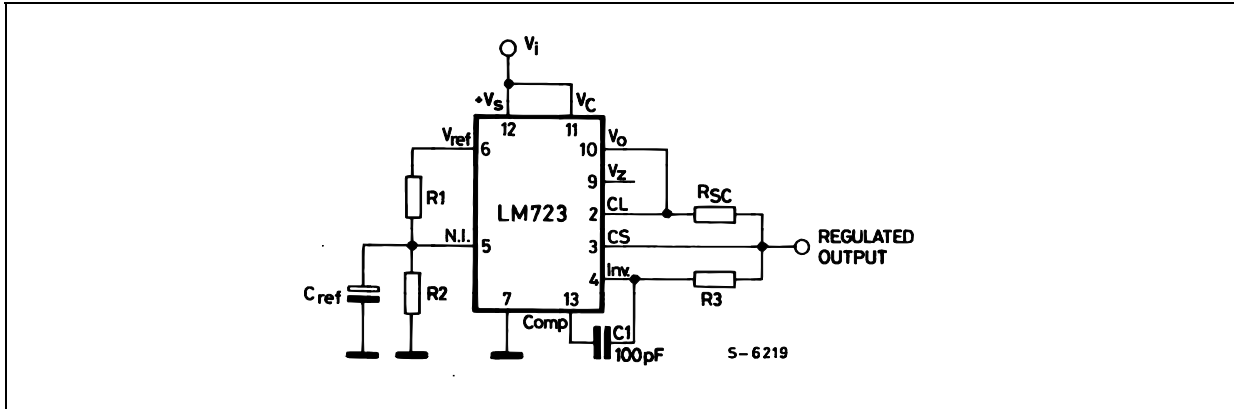 Vi
+Vs
VC
12
11
Vref
6
10
Vo
9
Vz
R1
LM723
2
CL
RSC
N.I.
5
3
CS
REGULATED
OUTPUT
4
Inv.
R3
Cref
R2
7
13
Comp
C1
100pF
S-6219